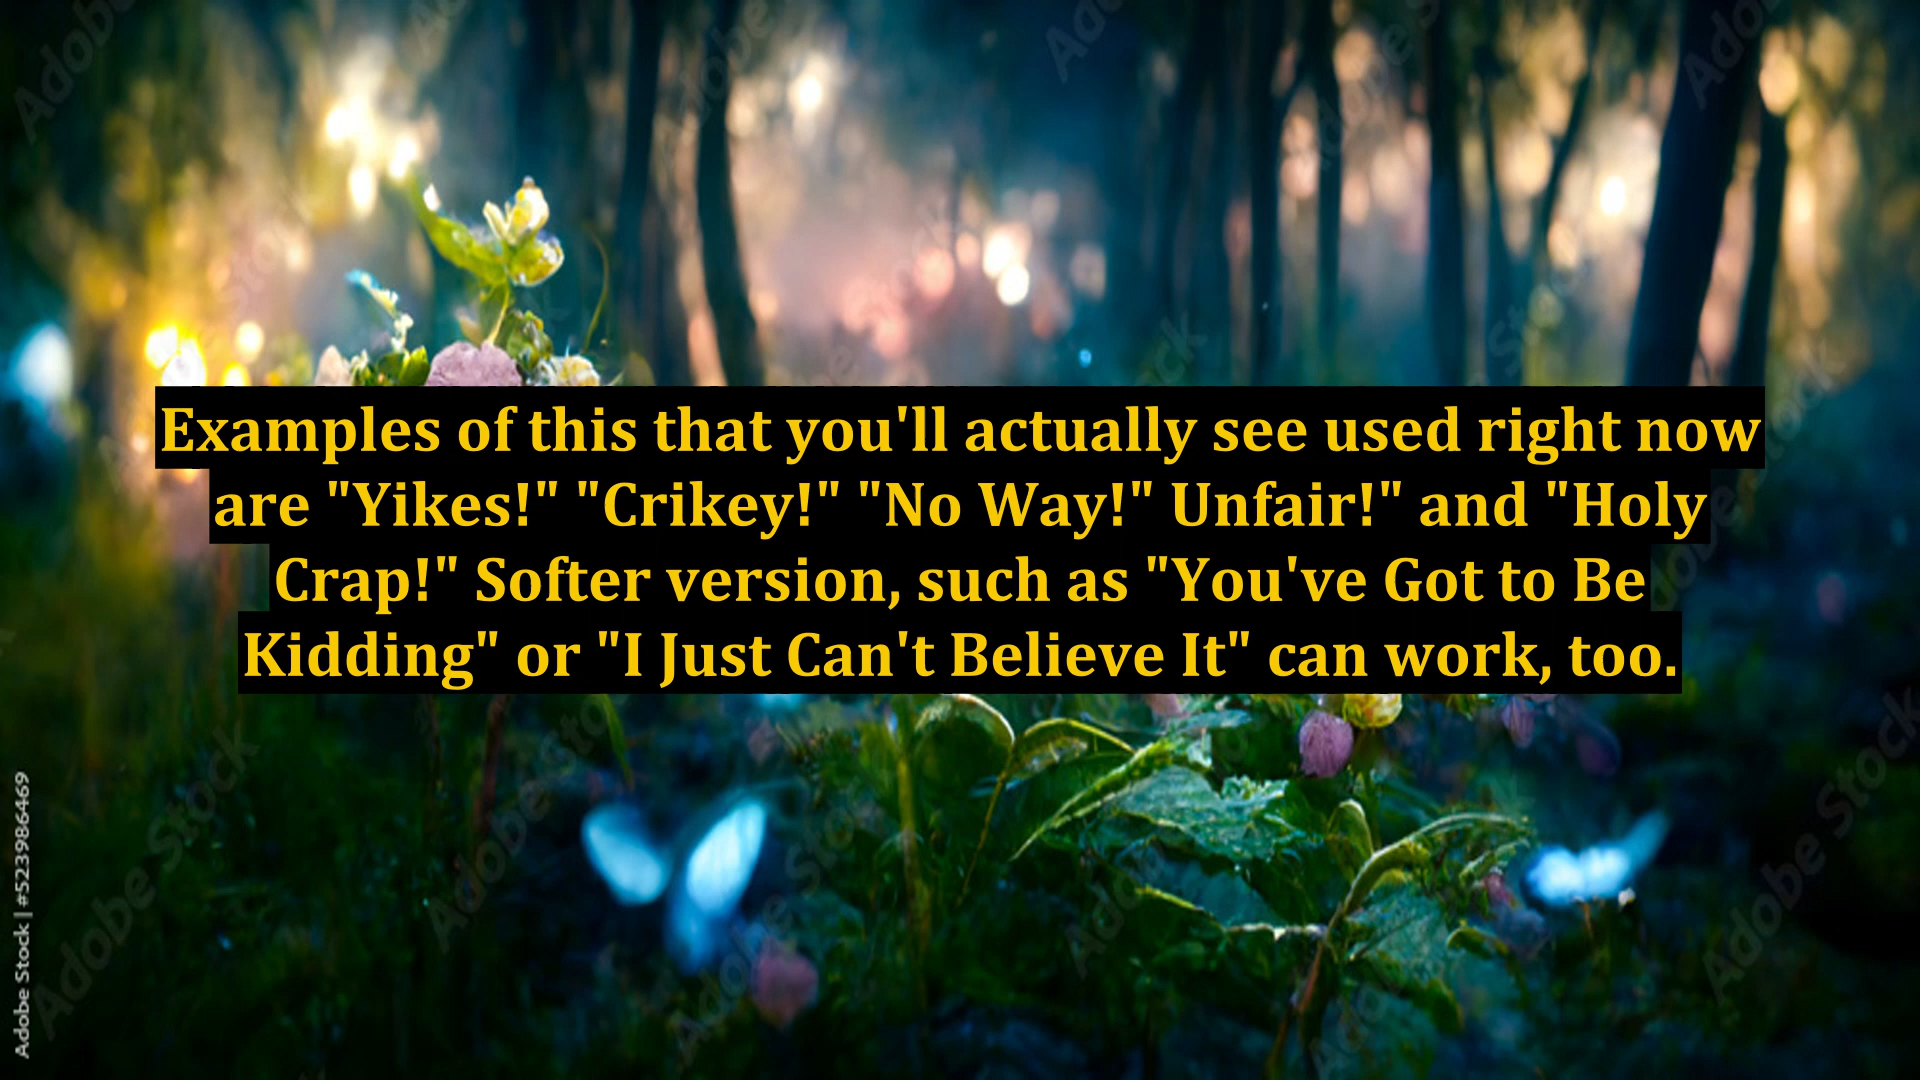 Examples of this that you'll actually see used right now
are "Yikes!" "Crikey!" "No Way!" Unfair!" and "Holy
Crap!" Softer version, such as "You've Got to Be
Kidding" or "I Just Can't Believe It" can work, too.
Adobe Stock | #523986469
Adobe Stock